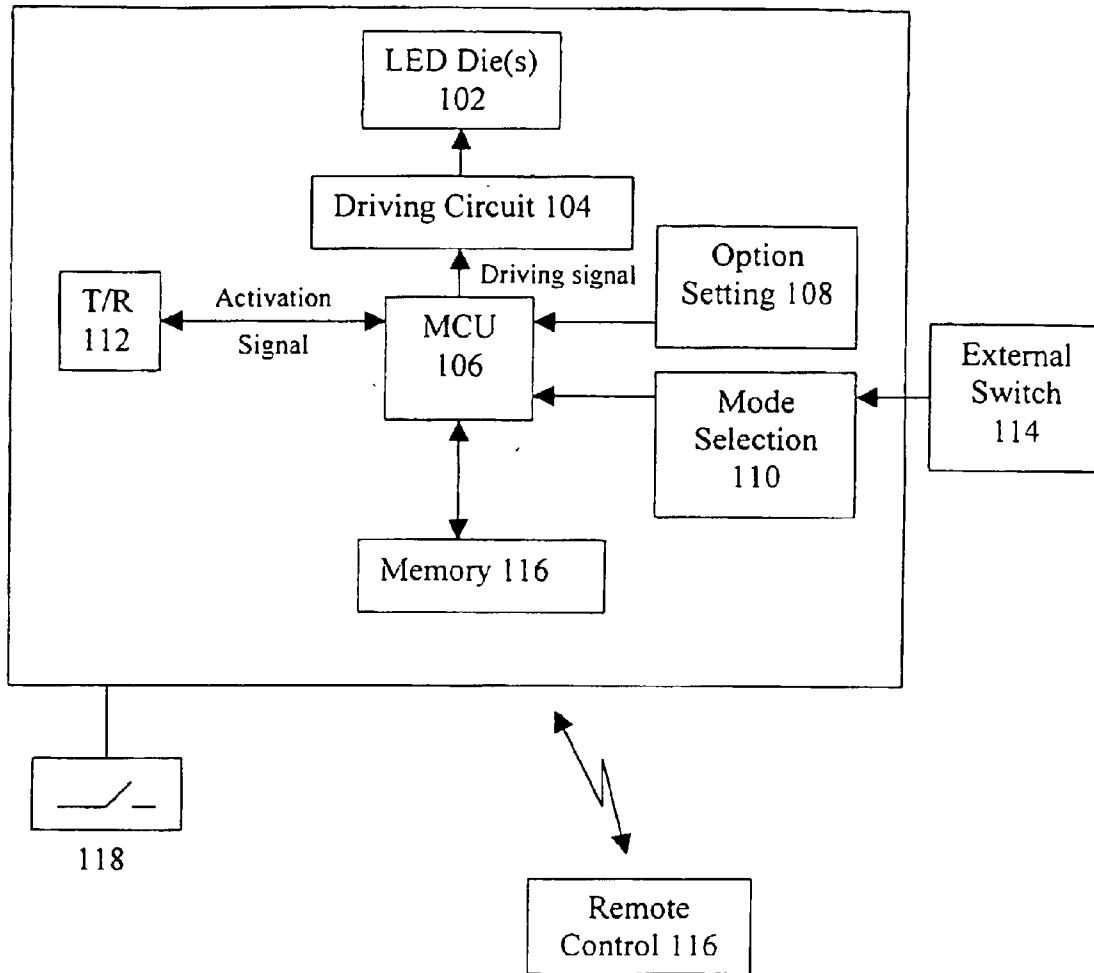 LED Die(s)
102
Driving Circuit 104
Driving signal
Option
Setting 108
T/R
112
Activation
Signal
MCU
106
External
Switch
114
Mode
Selection
110
Memory 116
118
Remote
Control 116